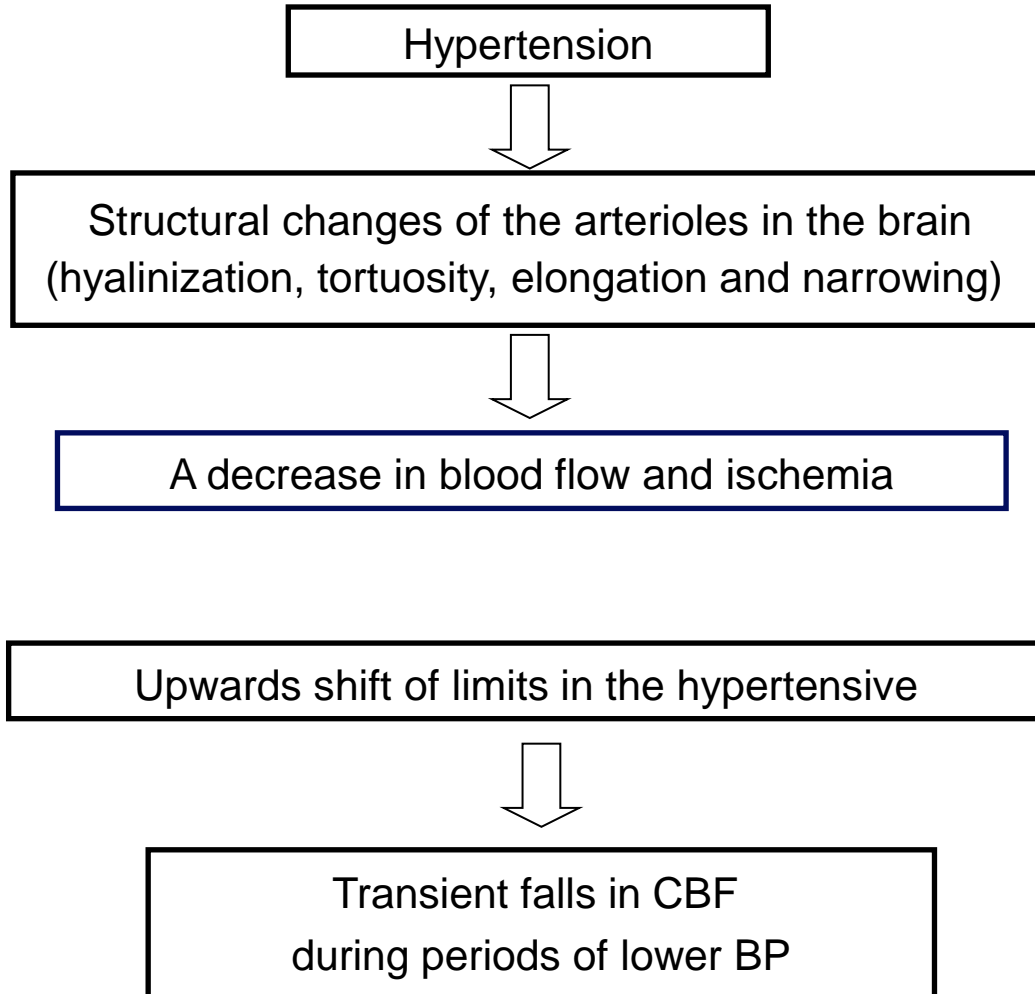 Hypertension
Structural changes of the arterioles in the brain
(hyalinization, tortuosity, elongation and narrowing)
A decrease in blood flow and ischemia
Upwards shift of limits in the hypertensive
Transient falls in CBF
during periods of lower BP